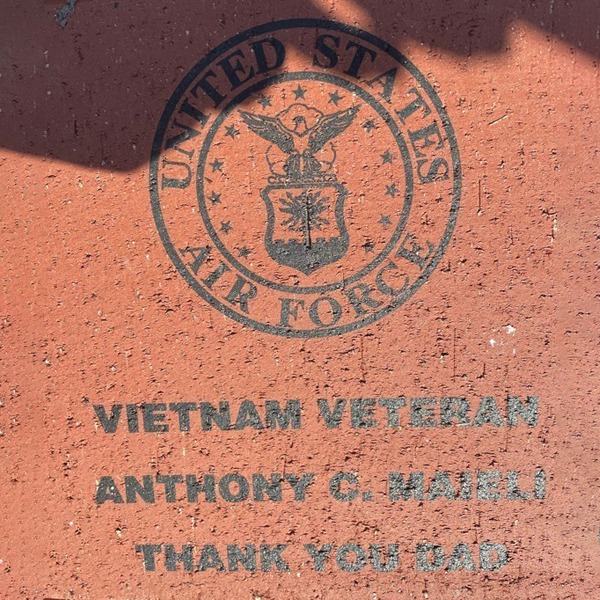 UNITED STATES
AIR FORCE
VIETNAM VETERAN
ANTHONY C. MAIELI
THANK YOU DAD